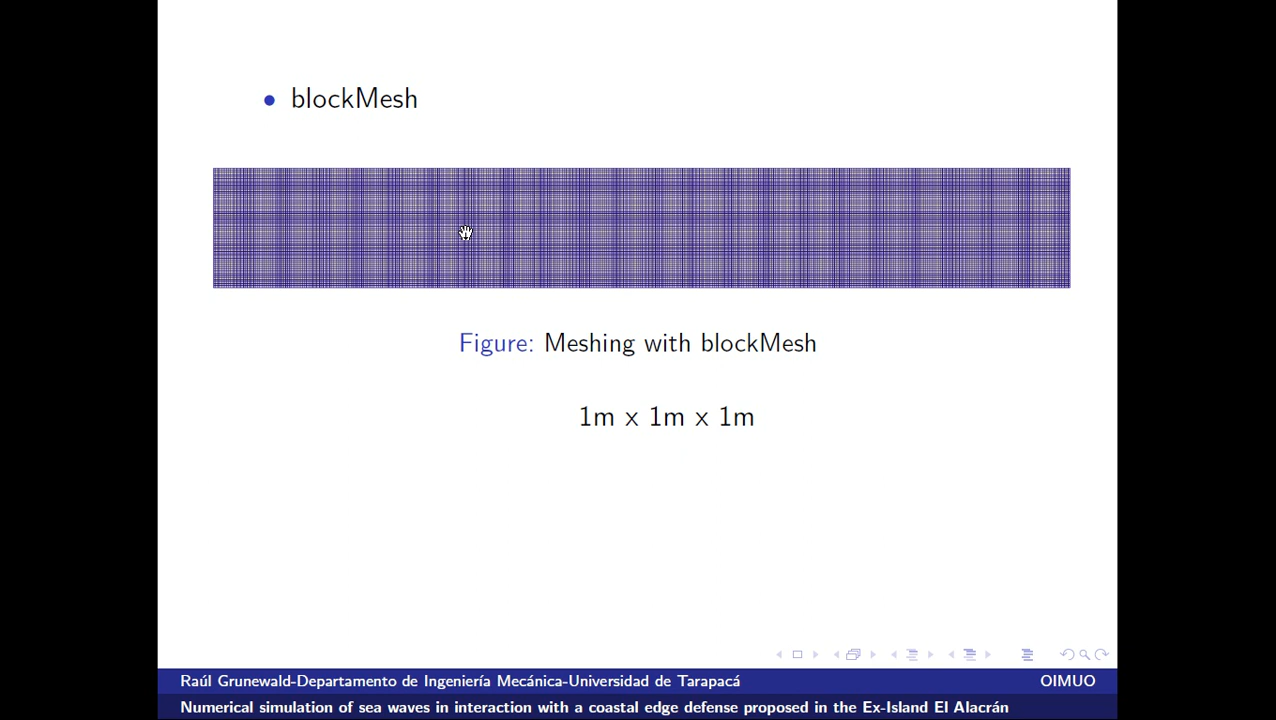 blockMesh
Figure: Meshing with blockMesh
1m x 1m x 1m
Raúl Grunewald-Departamento de Ingeniería Mecánica-Universidad de Tarapacá OIMUO
Numerical simulation of sea waves in interaction with a coastal edge defense proposed in the Ex-Island El Alacrán